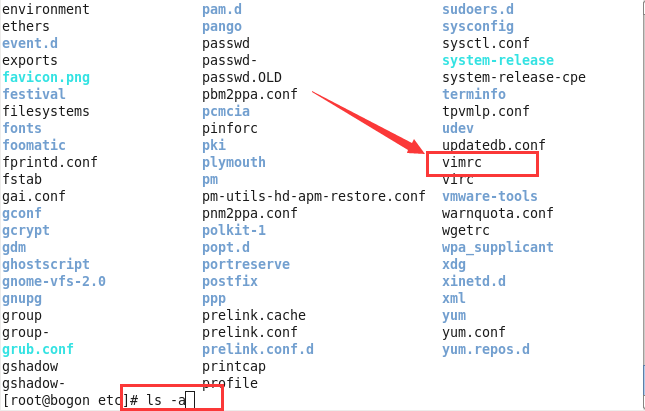 environment pam.d sudoers.d
ethers pango sysconfig
event.d passwd sysctl.conf
exports passwd- system-release
favicon.png passwd.OLD system-release-cpe
festival pbm2ppa.conf terminfo
filesystems pcmcia tpvmlp.conf
fonts pinforc udev
foomatic pki updatedb.conf
fprintd.conf plymouth vimrc
fstab pm virc
gai.conf pm-utils-hd-apm-restore.conf vmware-tools
gconf pnm2ppa.conf warnquota.conf
gcrypt polkit-1 wgetrc
gdm popt.d wpa_supplicant
ghostscript portreserve xdg
gnome-vfs-2.0 postfix xinetd.d
gnupg ppp xml
group prelink.cache yum
group- prelink.conf yum.conf
grub.conf prelink.conf.d yum.repos.d
gshadow printcap
gshadow- profile
[root@bogon etc]# ls -a